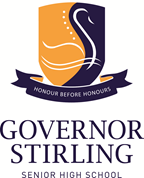 HONOUR BEFORE HONOURS
GOVERNOR
STIRLING
SENIOR HIGH SCHOOL